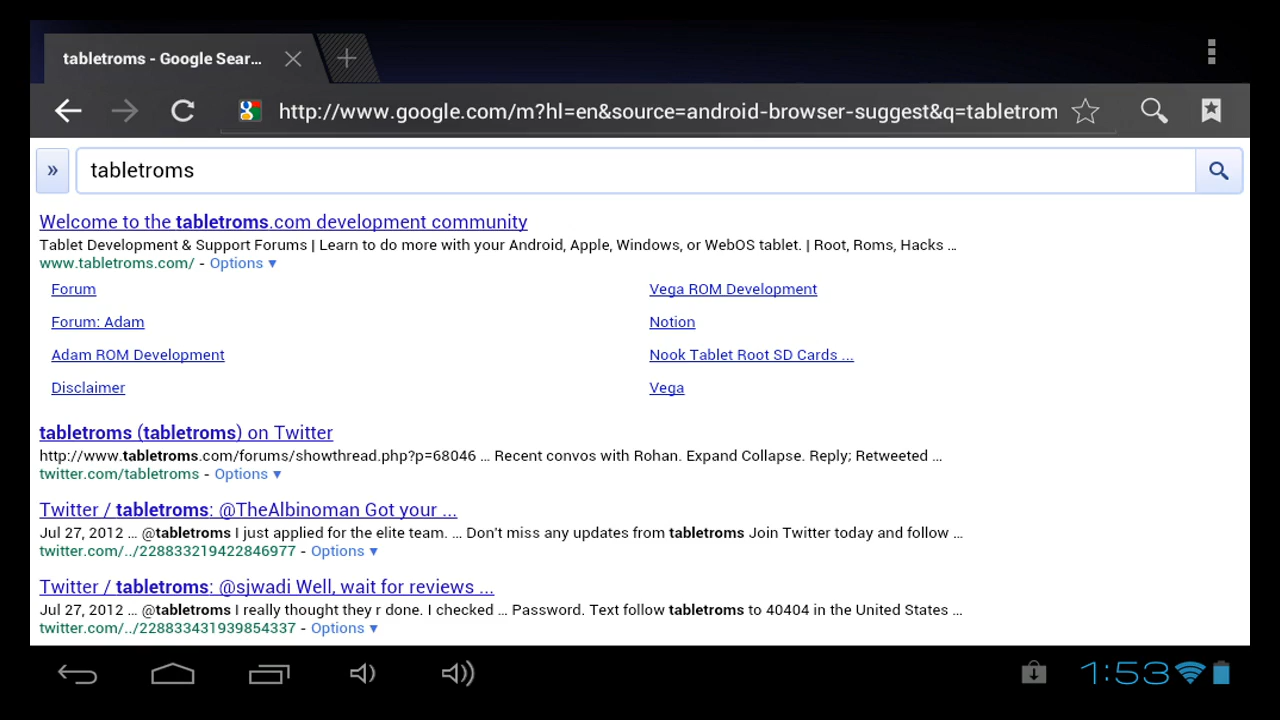 tabletroms - Google Sear...
http://www.google.com/m?hl=en&source=android-browser-suggest&q=tabletrom
» tabletroms
Welcome to the tabletroms.com development community
Tablet Development & Support Forums | Learn to do more with your Android, Apple, Windows, or WebOS tablet. | Root, Roms, Hacks ...
www.tabletroms.com/ - Options ▼
Forum
Vega ROM Development
Forum: Adam
Notion
Adam ROM Development
Nook Tablet Root SD Cards ...
Disclaimer
Vega
tabletroms (tabletroms) on Twitter
http://www.tabletroms.com/forums/showthread.php?p=68046 ... Recent convos with Rohan. Expand Collapse. Reply; Retweeted ...
twitter.com/tabletroms - Options ▼
Twitter / tabletroms: @TheAlbinoman Got your ...
Jul 27, 2012 ... @tabletroms I just applied for the elite team. ... Don't miss any updates from tabletroms Join Twitter today and follow ...
twitter.com/../228833219422846977 - Options ▼
Twitter / tabletroms: @sjwadi Well, wait for reviews ...
Jul 27, 2012 ... @tabletroms I really thought they r done. I checked ... Password. Text follow tabletroms to 40404 in the United States ...
twitter.com/../228833431939854337 - Options ▼
1:53